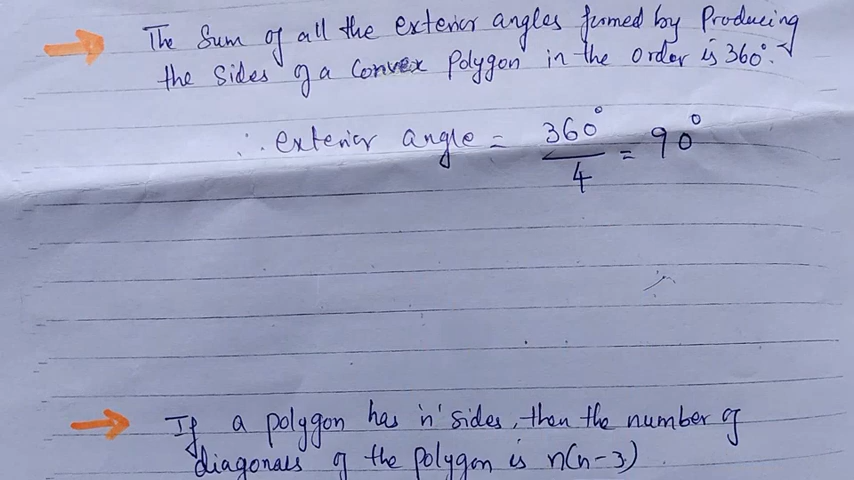 The Sum of all the exterior angles formed by Producing
the sides of a Convex Polygon in the order is 360°.
∴ exterior angle = 360°/4 = 90°
If a polygon has 'n' sides, then the number of
diagonals of the polygon is n(n-3)